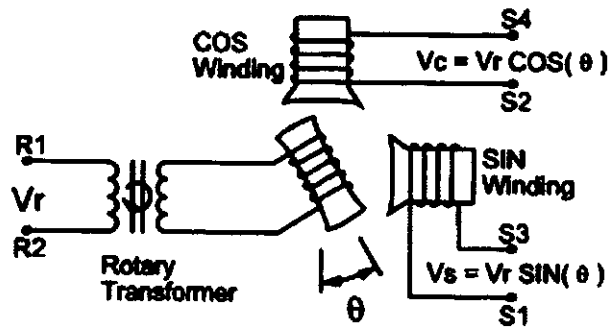 S4
COS
Winding
Vc = Vr COS( θ )
S2
R1
Vr
R2
Rotary
Transformer
θ
SIN
Winding
S3
Vs = Vr SIN( θ )
S1